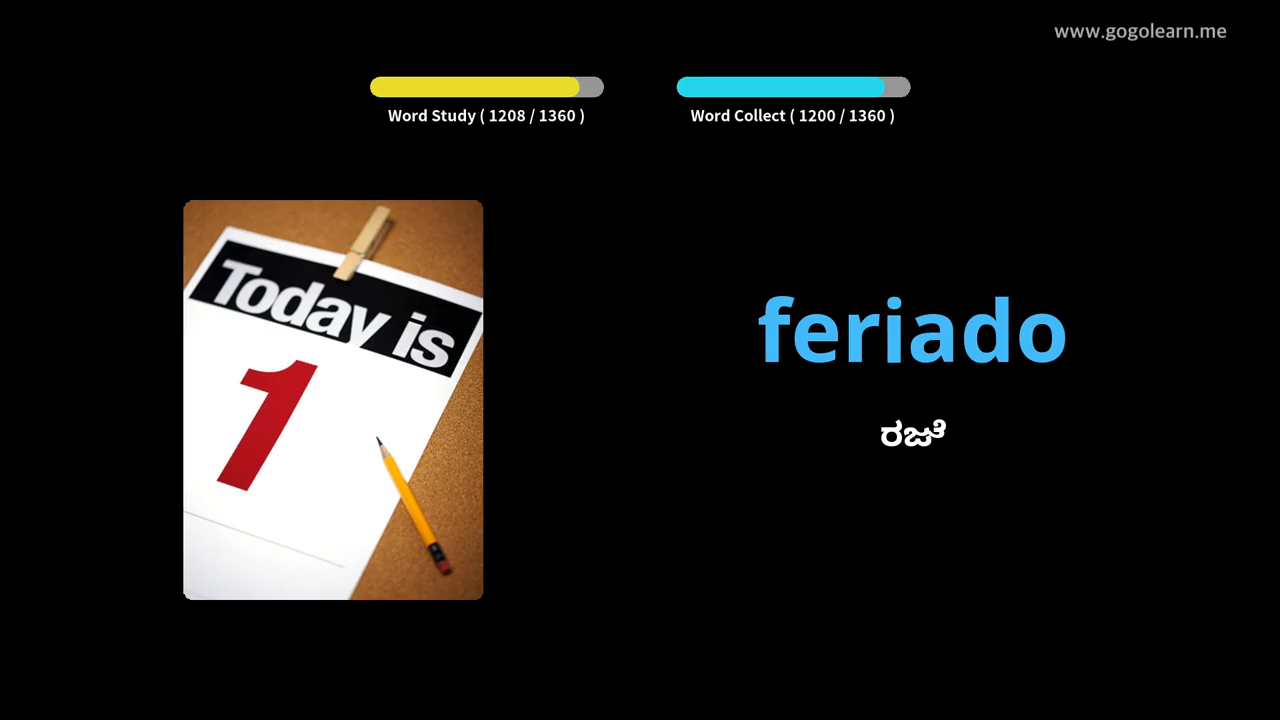 www.gogolearn.me
Word Study ( 1208 / 1360 )
Word Collect ( 1200 / 1360 )
Today is
1
feriado
ರಜೆ